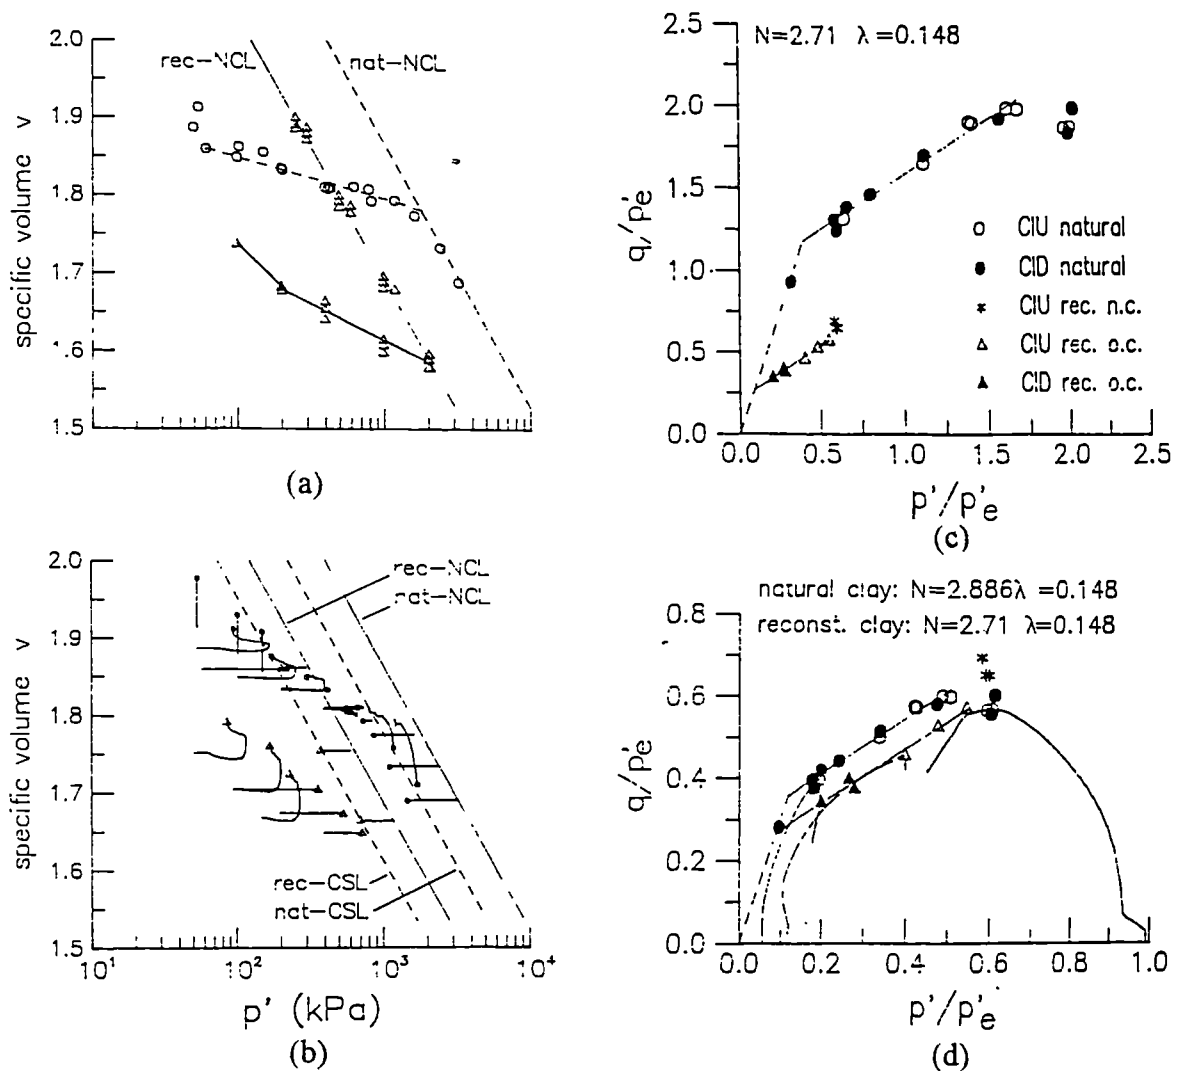 specific volume v
2.0
1.9
1.8
1.7
1.6
1.5
rec-NCL
nat-NCL
(a)
q/p'e
2.5
2.0
1.5
1.0
0.5
0.0
N=2.71 λ=0.148
CIU natural
CID natural
CIU rec. n.c.
CIU rec. o.c.
CID rec. o.c.
0.0 0.5 1.0 1.5 2.0 2.5
p'/p'e
(c)
specific volume v
2.0
1.9
1.8
1.7
1.6
1.5
rec-NCL
nat-NCL
rec-CSL
nat-CSL
10¹ 10² 10³ 10⁴
p' (kPa)
(b)
natural clay: N=2.886λ=0.148
reconst. clay: N=2.71 λ=0.148
q/p'e
0.8
0.6
0.4
0.2
0.0
0.0 0.2 0.4 0.6 0.8 1.0
p'/p'e
(d)